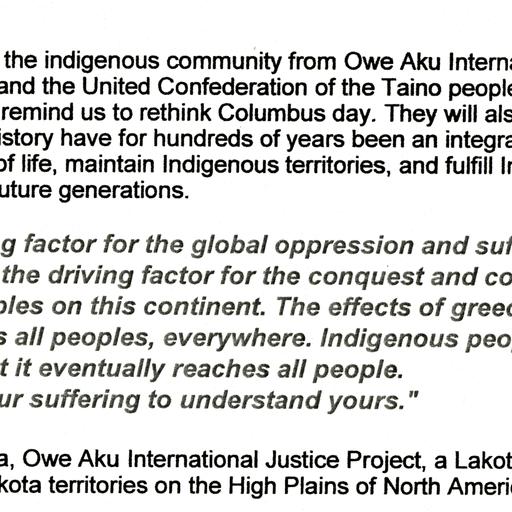 the indigenous community from Owe Aku Interna
and the United Confederation of the Taino people
remind us to rethink Columbus day. They will als
istory have for hundreds of years been an integra
of life, maintain Indigenous territories, and fulfill I
uture generations.
g factor for the global oppression and suf
the driving factor for the conquest and co
ples on this continent. The effects of greed
s all peoples, everywhere. Indigenous peo
t it eventually reaches all people.
ur suffering to understand yours."
a, Owe Aku International Justice Project, a Lakot
kota territories on the High Plains of North Ameri